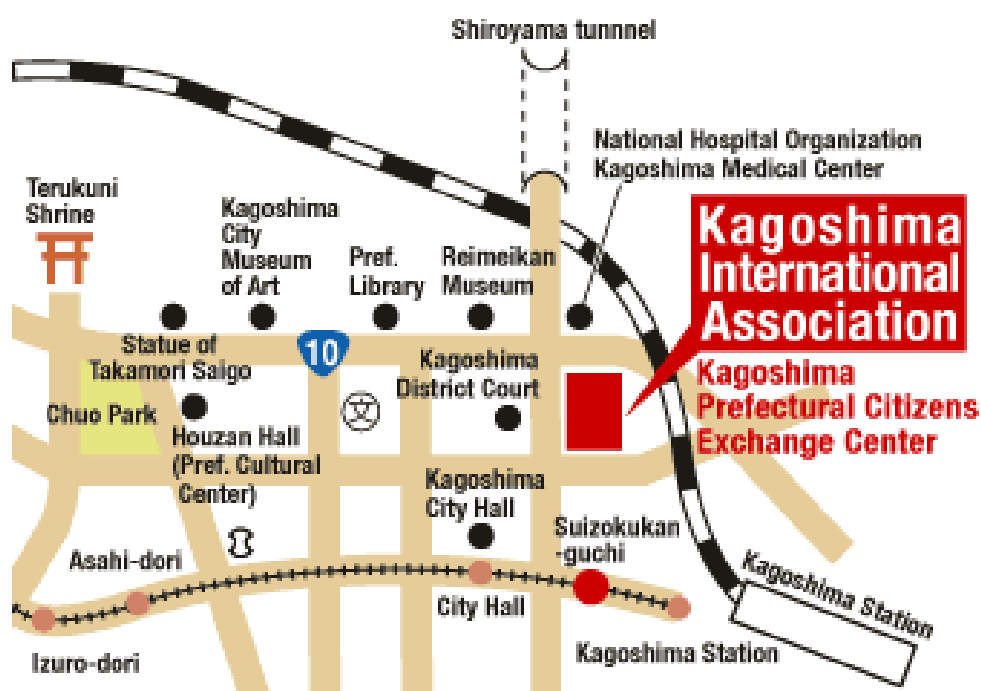 Shiroyama tunnnel
National Hospital Organization
Kagoshima Medical Center
Terukuni
Shrine
Kagoshima
City
Museum
of Art
Pref.
Library
Reimeikan
Museum
Kagoshima
International
Association
Statue of
Takamori Saigo
10
Kagoshima
District Court
Kagoshima
Prefectural Citizens
Exchange Center
Chuo Park
文
Houzan Hall
(Pref. Cultural
Center)
Kagoshima
City Hall
Suizokukan
-guchi
Asahi-dori
City Hall
Kagoshima Station
Izuro-dori
Kagoshima Station